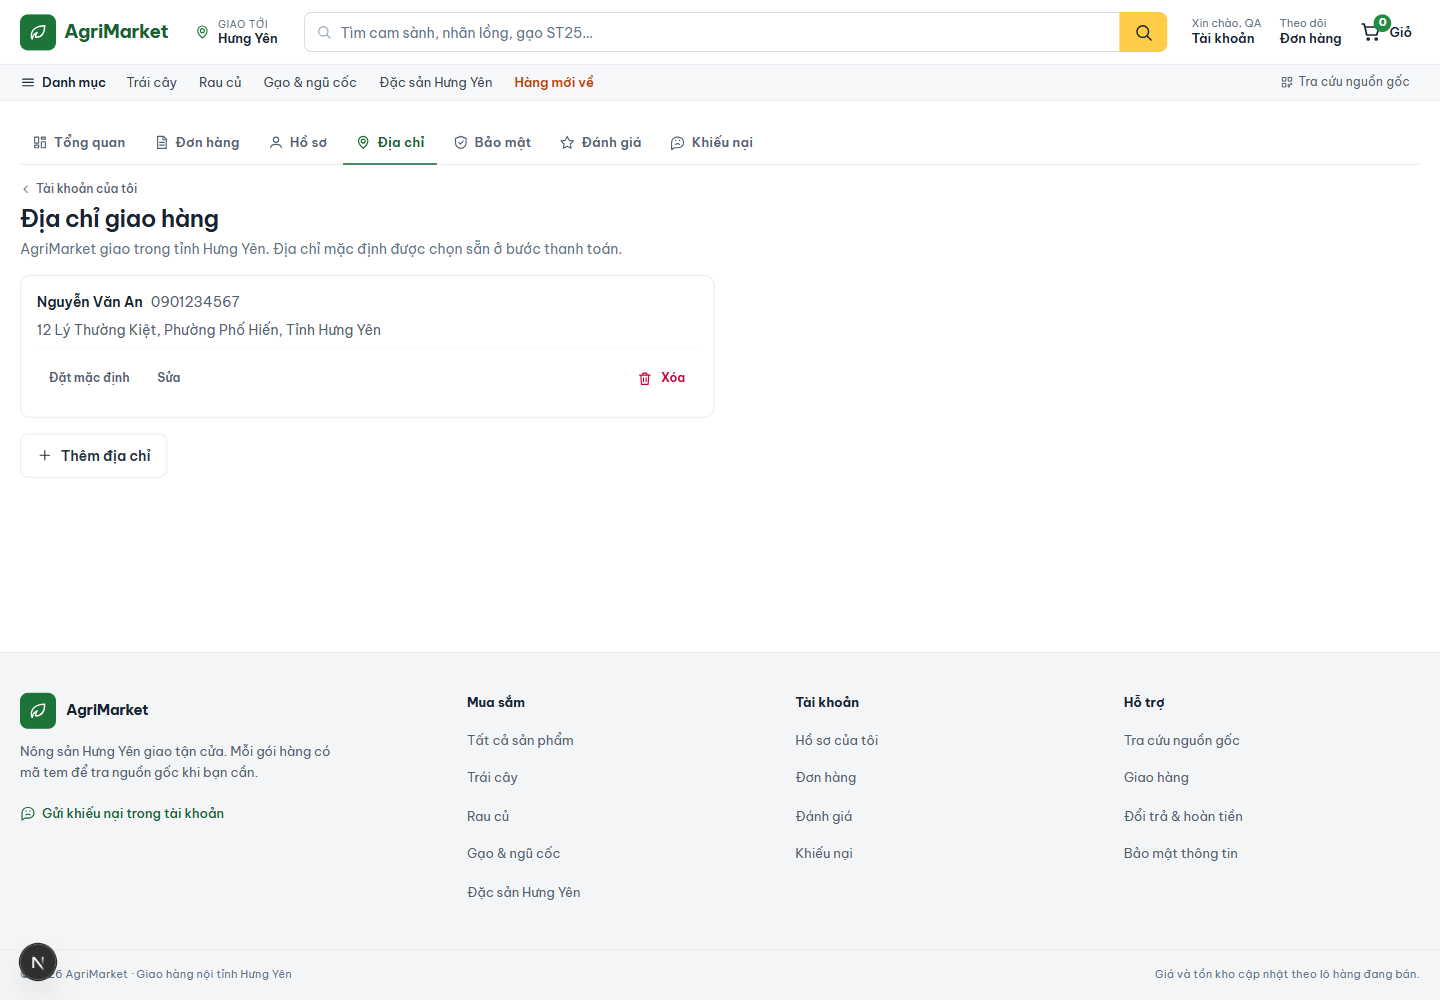 AgriMarket
GIAO TỚI
Hưng Yên
Tìm cam sành, nhãn lồng, gạo ST25...
Xin chào, QA
Tài khoản
Theo dõi
Đơn hàng
0
Giỏ
Danh mục
Trái cây
Rau củ
Gạo & ngũ cốc
Đặc sản Hưng Yên
Hàng mới về
Tra cứu nguồn gốc
Tổng quan
Đơn hàng
Hồ sơ
Địa chỉ
Bảo mật
Đánh giá
Khiếu nại
Tài khoản của tôi
Địa chỉ giao hàng
AgriMarket giao trong tỉnh Hưng Yên. Địa chỉ mặc định được chọn sẵn ở bước thanh toán.
Nguyễn Văn An 0901234567
12 Lý Thường Kiệt, Phường Phố Hiến, Tỉnh Hưng Yên
Đặt mặc định
Sửa
Xóa
Thêm địa chỉ
AgriMarket
Nông sản Hưng Yên giao tận cửa. Mỗi gói hàng có
mã tem để tra nguồn gốc khi bạn cần.
Gửi khiếu nại trong tài khoản
Mua sắm
Tất cả sản phẩm
Trái cây
Rau củ
Gạo & ngũ cốc
Đặc sản Hưng Yên
Tài khoản
Hồ sơ của tôi
Đơn hàng
Đánh giá
Khiếu nại
Hỗ trợ
Tra cứu nguồn gốc
Giao hàng
Đổi trả & hoàn tiền
Bảo mật thông tin
N
6 AgriMarket · Giao hàng nội tỉnh Hưng Yên
Giá và tồn kho cập nhật theo lô hàng đang bán.